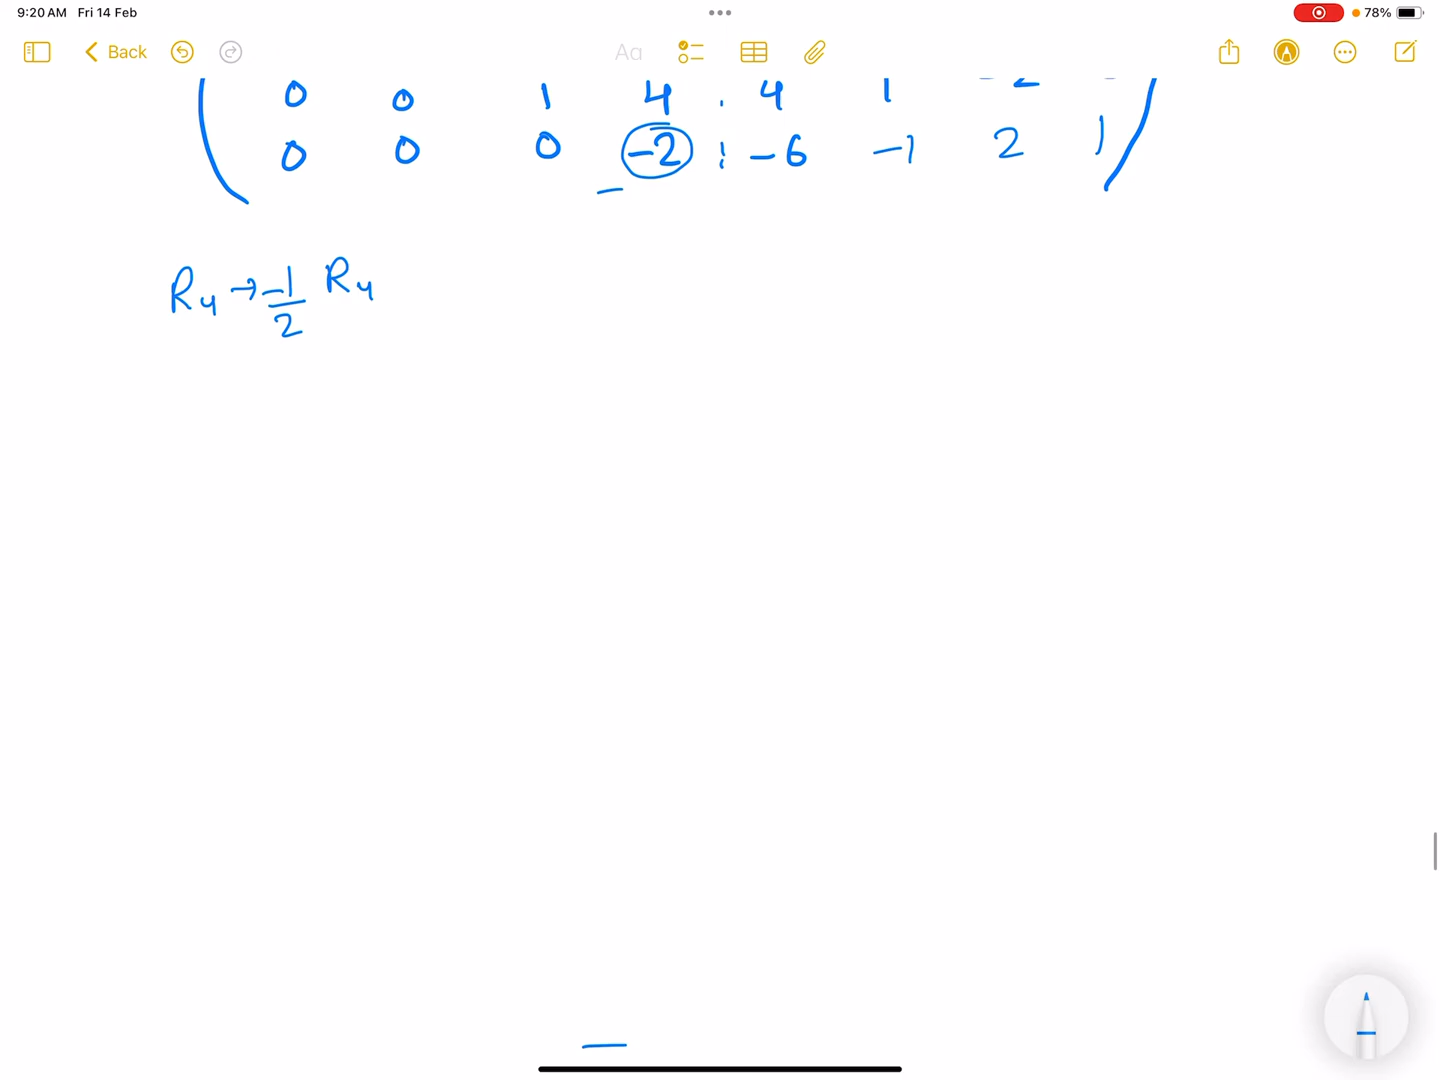 9:20 AM Fri 14 Feb
78%
Back
Aa
0 0 1 4 : 4 1 -2
0 0 0 -2 : -6 -1 2 1
R4 → -1/2 R4